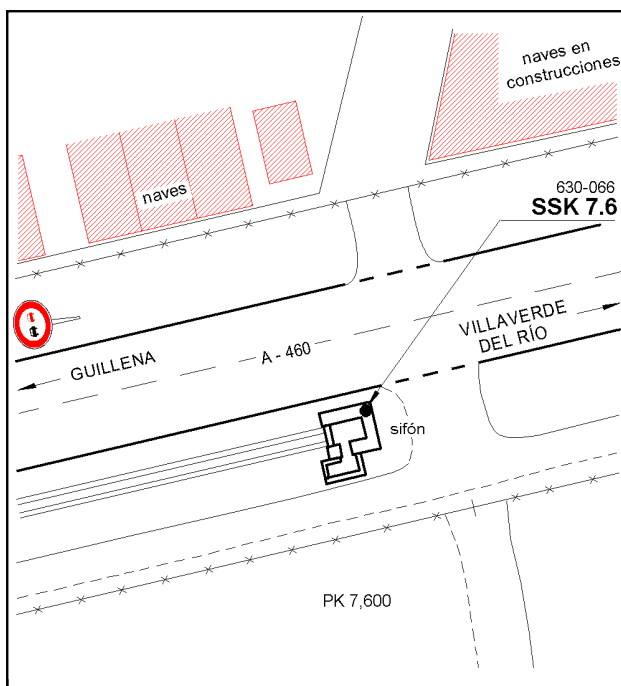 naves en
construcciones
naves
630-066
SSK 7.6
VILLAVERDE
DEL RÍO
GUILLENA
A - 460
sifón
PK 7,600